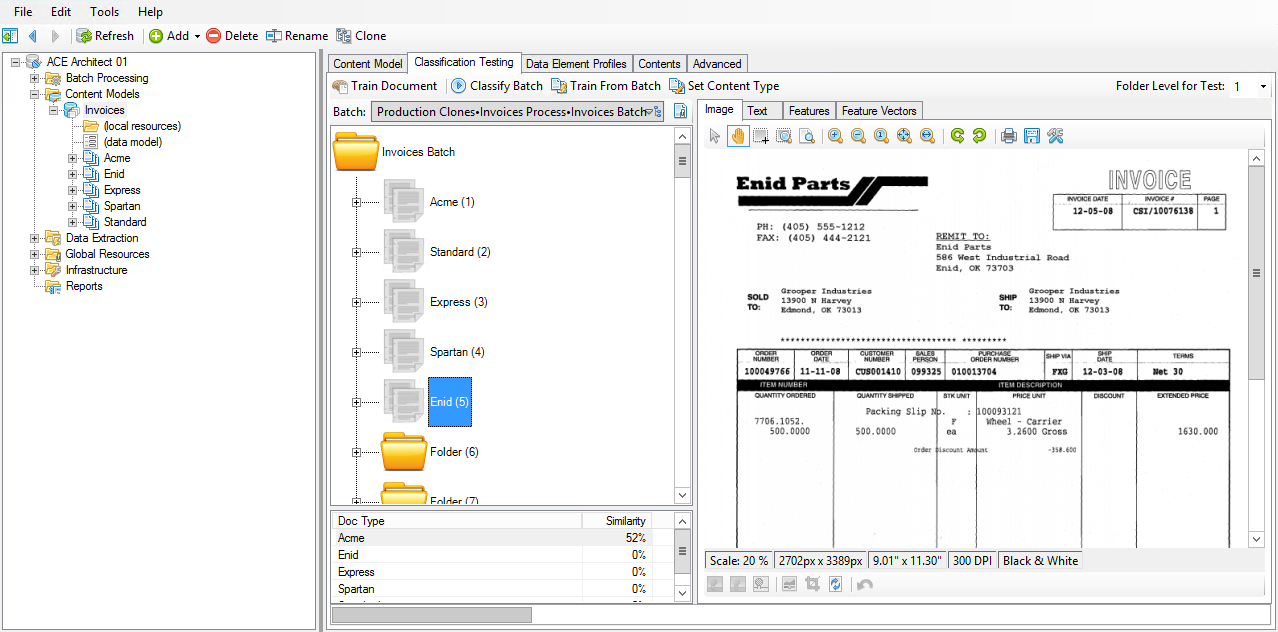 File Edit Tools Help
Refresh Add Delete Rename Clone
ACE Architect 01
Batch Processing
Content Models
Invoices
(local resources)
(data model)
Acme
Enid
Express
Spartan
Standard
Data Extraction
Global Resources
Infrastructure
Reports
Content Model Classification Testing Data Element Profiles Contents Advanced
Train Document Classify Batch Train From Batch Set Content Type Folder Level for Test: 1
Batch: Production Clones•Invoices Process•Invoices Batch
Invoices Batch
Acme (1)
Standard (2)
Express (3)
Spartan (4)
Enid (5)
Folder (6)
Folder (7)
Doc Type Similarity
Acme 52%
Enid 0%
Express 0%
Spartan 0%
Image Text Features Feature Vectors
Enid Parts
INVOICE
INVOICE DATE INVOICE # PAGE
12-05-08 CSI/10076138 1
PH: (405) 555-1212
FAX: (405) 444-2121
REMIT TO:
Enid Parts
586 West Industrial Road
Enid, OK 73703
SOLD TO:
Grooper Industries
13900 N Harvey
Edmond, OK 73013
SHIP TO:
Grooper Industries
13900 N Harvey
Edmond, OK 73013
ORDER NUMBER ORDER DATE CUSTOMER NUMBER SALES PERSON PURCHASE ORDER NUMBER SHIP VIA SHIP DATE TERMS
100049766 11-11-08 CUS001410 099325 010013704 FXG 12-03-08 Net 30
ITEM NUMBER ITEM DESCRIPTION
QUANTITY ORDERED QUANTITY SHIPPED STK UNIT PRICE UNIT DISCOUNT EXTENDED PRICE
Packing Slip No. : 100093121
7706.1052. F Wheel - Carrier
500.0000 500.0000 ea 3.2600 Gross 1630.000
Order Discount Amount -358.600
Scale: 20 % 2702px x 3389px 9.01" x 11.30" 300 DPI Black & White